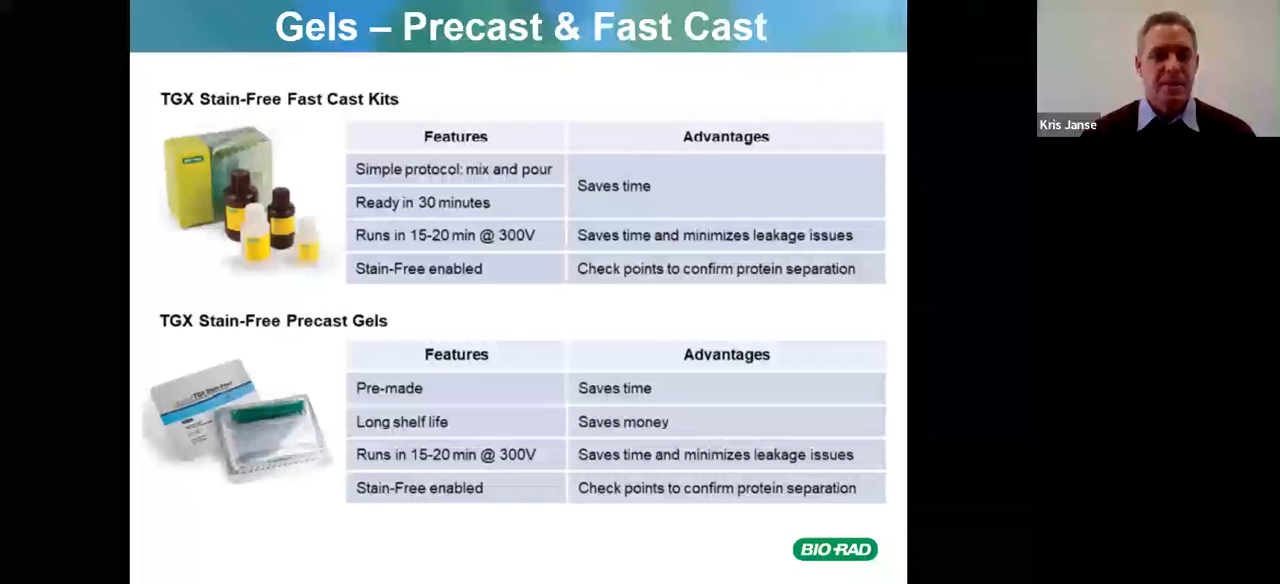 Gels – Precast & Fast Cast
Kris Janse
TGX Stain-Free Fast Cast Kits
Features Advantages
Simple protocol: mix and pour
Saves time
Ready in 30 minutes
Runs in 15-20 min @ 300V Saves time and minimizes leakage issues
Stain-Free enabled Check points to confirm protein separation
TGX Stain-Free Precast Gels
Features Advantages
Pre-made Saves time
Long shelf life Saves money
Runs in 15-20 min @ 300V Saves time and minimizes leakage issues
Stain-Free enabled Check points to confirm protein separation
BIO-RAD